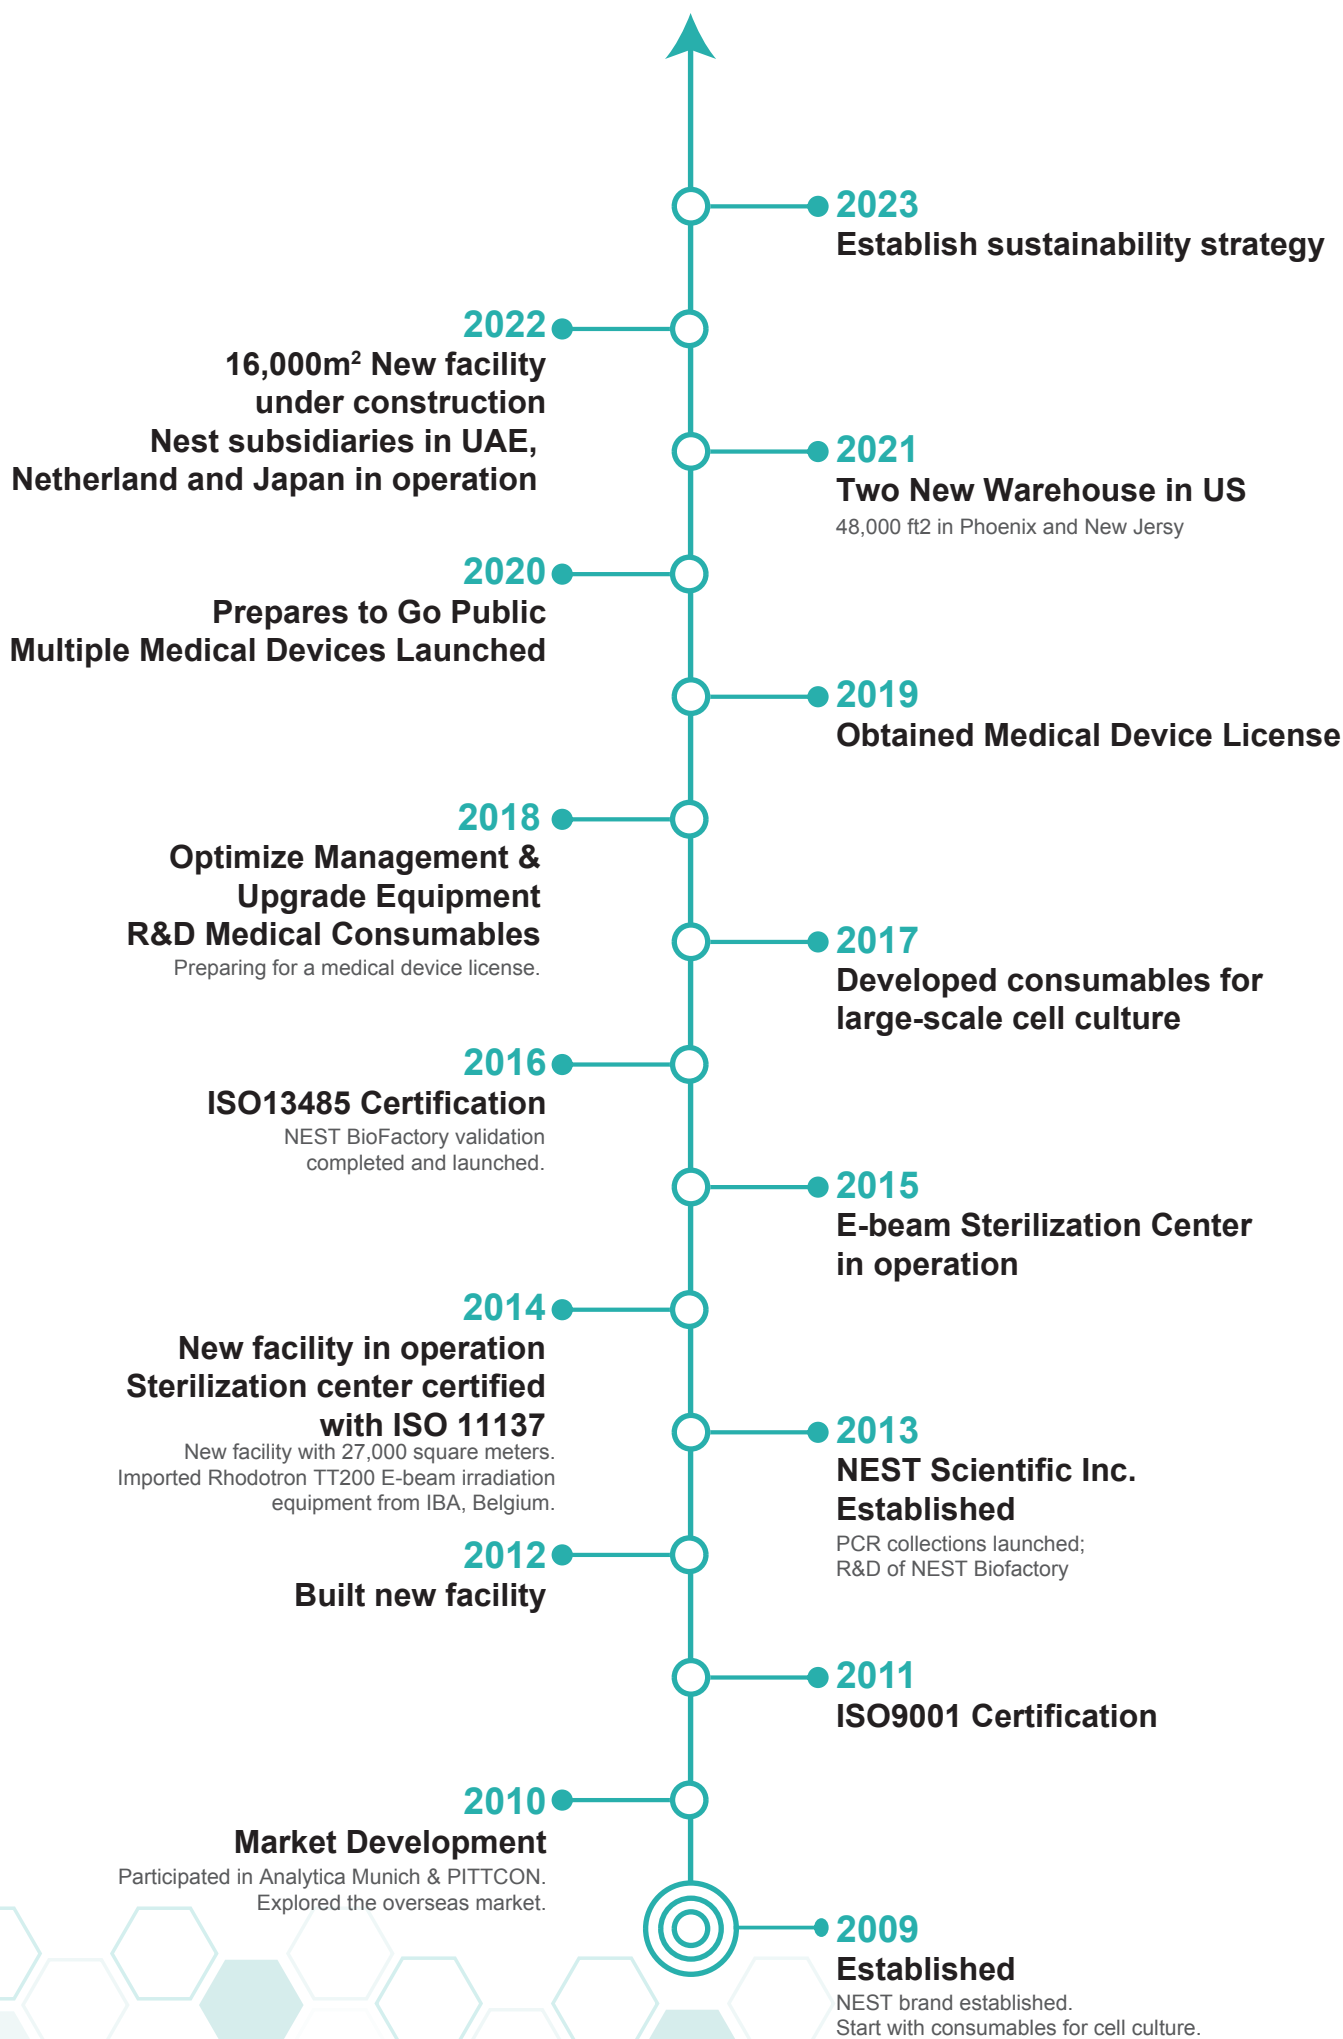 2023
Establish sustainability strategy
2022
16,000m² New facility
under construction
Nest subsidiaries in UAE,
Netherland and Japan in operation
2021
Two New Warehouse in US
48,000 ft2 in Phoenix and New Jersy
2020
Prepares to Go Public
Multiple Medical Devices Launched
2019
Obtained Medical Device License
2018
Optimize Management &
Upgrade Equipment
R&D Medical Consumables
Preparing for a medical device license.
2017
Developed consumables for
large-scale cell culture
2016
ISO13485 Certification
NEST BioFactory validation
completed and launched.
2015
E-beam Sterilization Center
in operation
2014
New facility in operation
Sterilization center certified
with ISO 11137
New facility with 27,000 square meters.
Imported Rhodotron TT200 E-beam irradiation
equipment from IBA, Belgium.
2013
NEST Scientific Inc.
Established
PCR collections launched;
R&D of NEST Biofactory
2012
Built new facility
2011
ISO9001 Certification
2010
Market Development
Participated in Analytica Munich & PITTCON.
Explored the overseas market.
2009
Established
NEST brand established.
Start with consumables for cell culture.